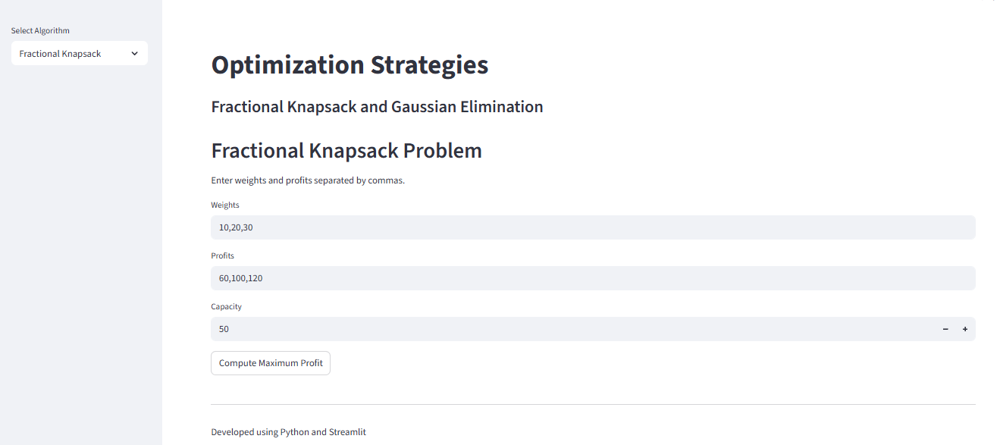 Select Algorithm
Fractional Knapsack
Optimization Strategies
Fractional Knapsack and Gaussian Elimination
Fractional Knapsack Problem
Enter weights and profits separated by commas.
Weights
10,20,30
Profits
60,100,120
Capacity
50
Compute Maximum Profit
Developed using Python and Streamlit